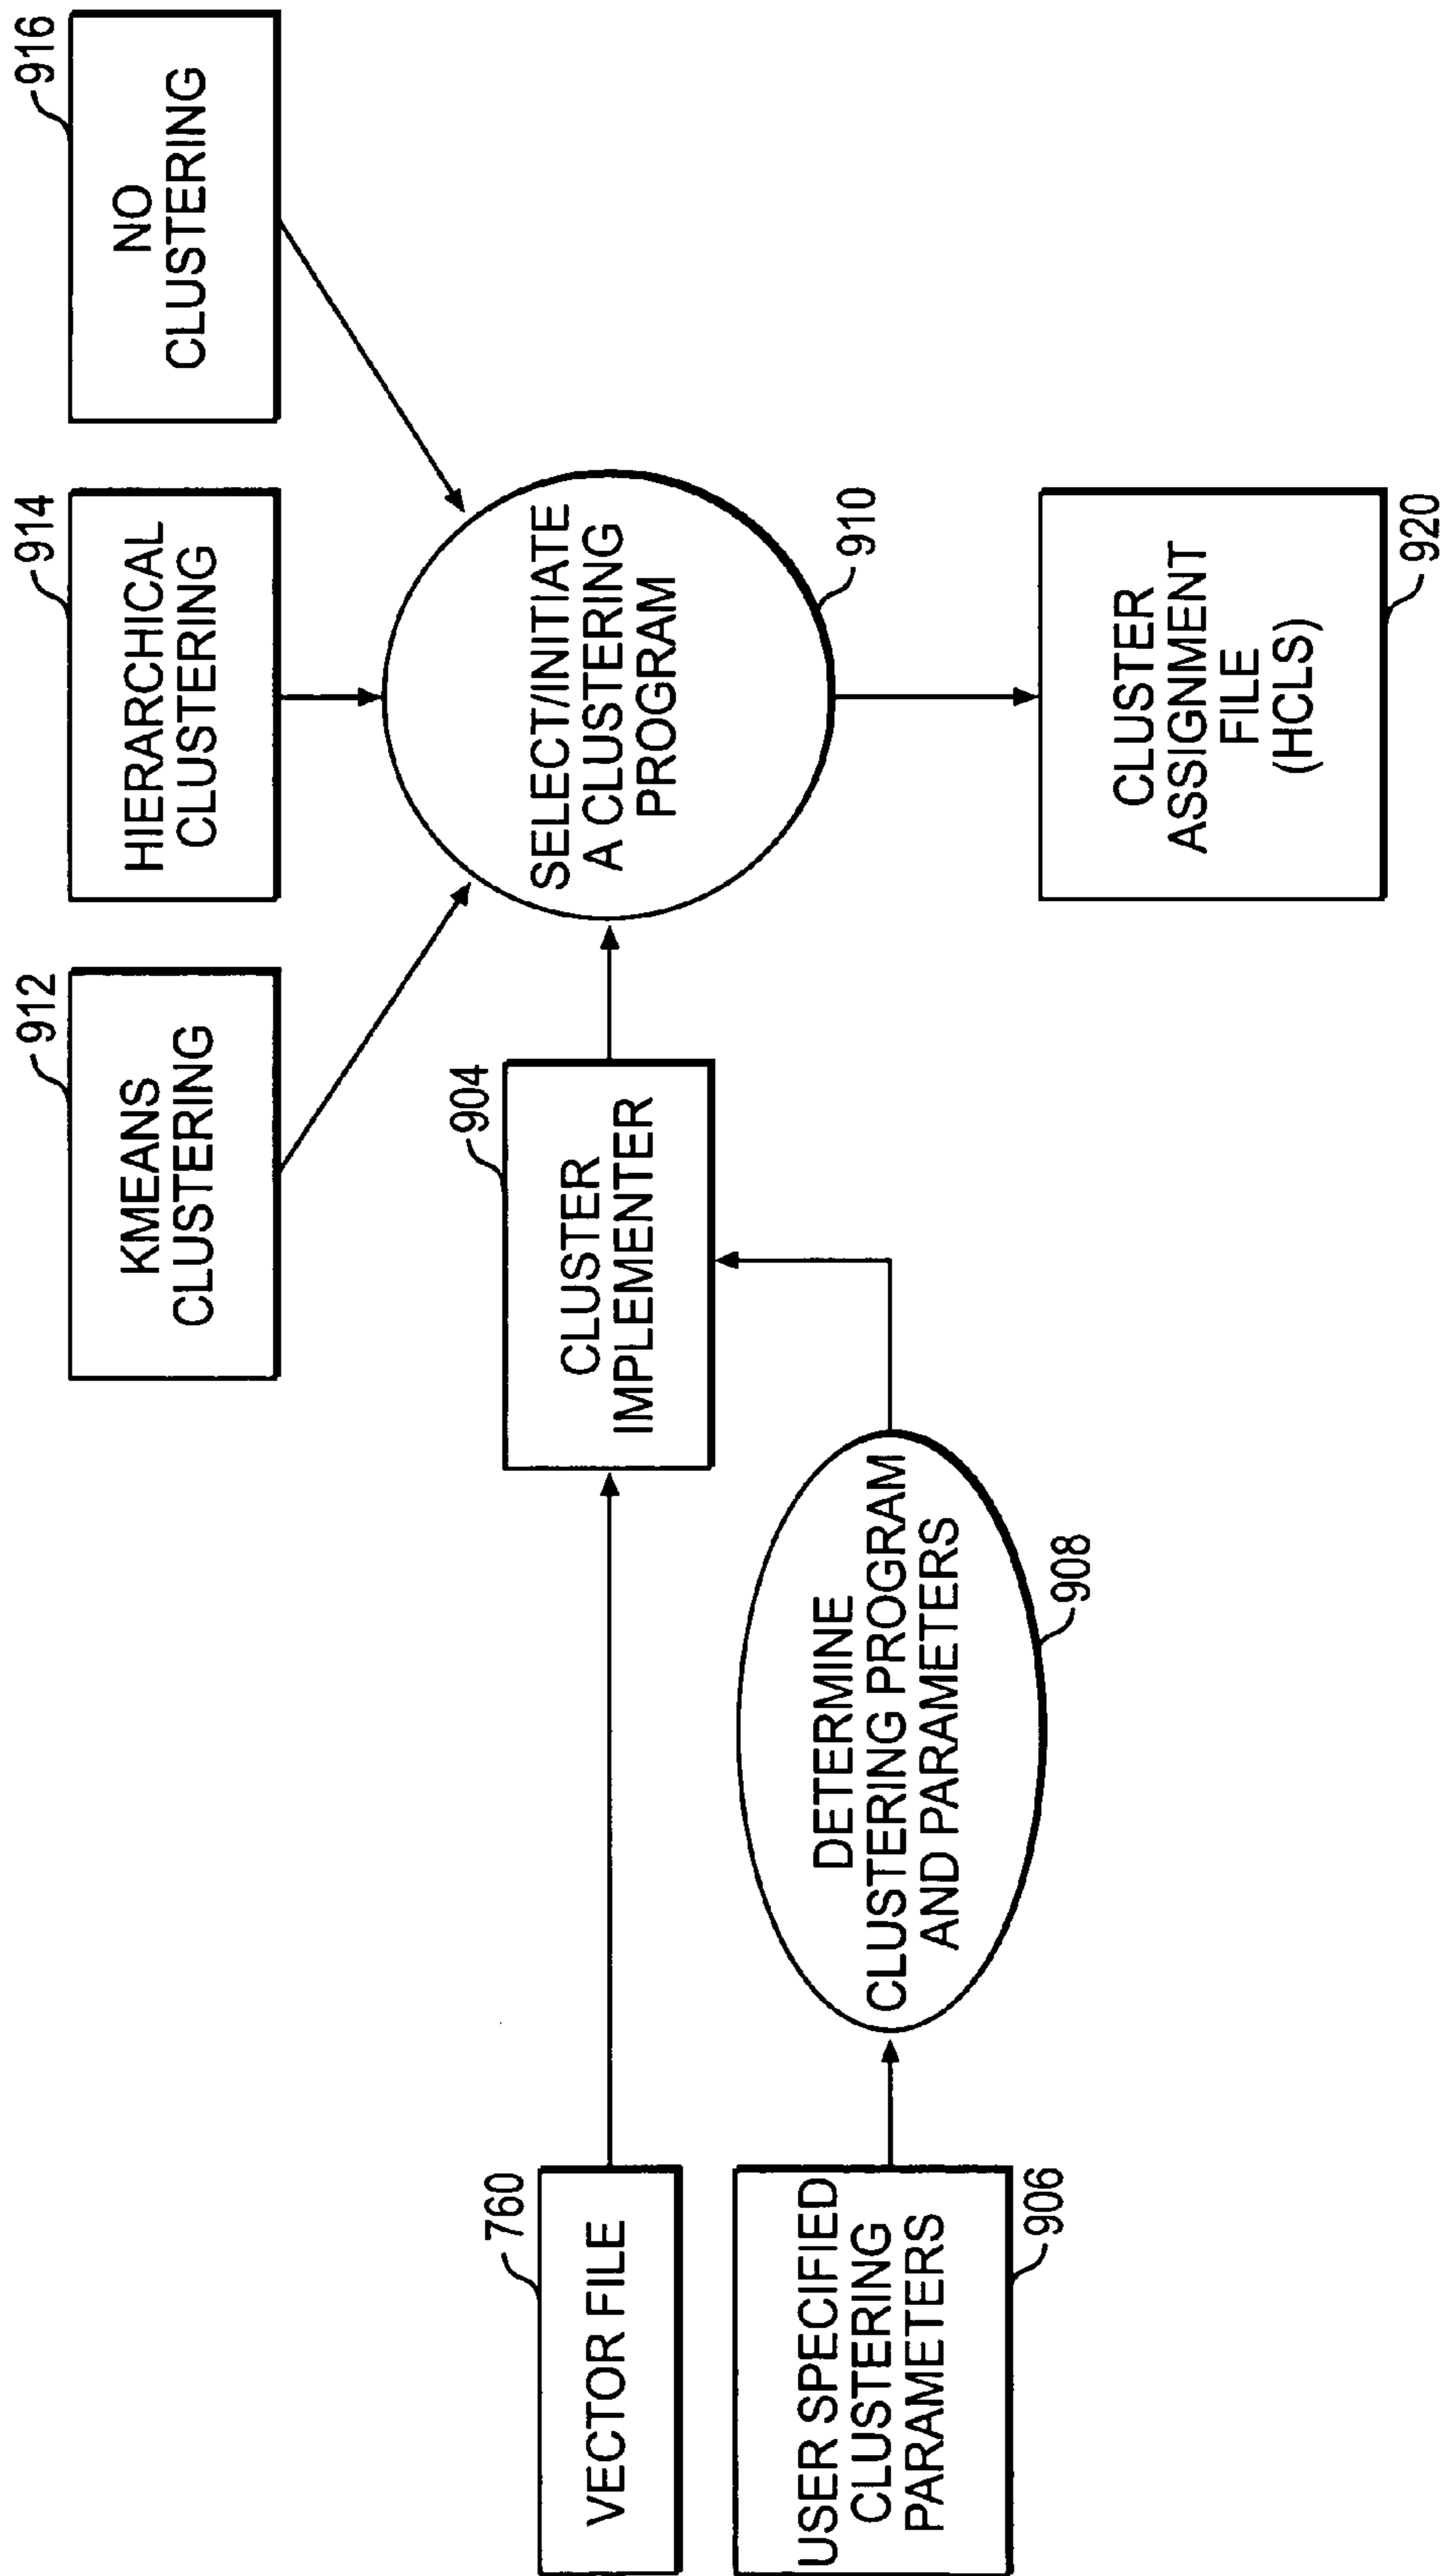 912
KMEANS
CLUSTERING
914
HIERARCHICAL
CLUSTERING
916
NO
CLUSTERING
760
VECTOR FILE
904
CLUSTER
IMPLEMENTER
SELECT/INITIATE
A CLUSTERING
PROGRAM
910
USER SPECIFIED
CLUSTERING
PARAMETERS
906
DETERMINE
CLUSTERING PROGRAM
AND PARAMETERS
908
CLUSTER
ASSIGNMENT
FILE
(HCLS)
920